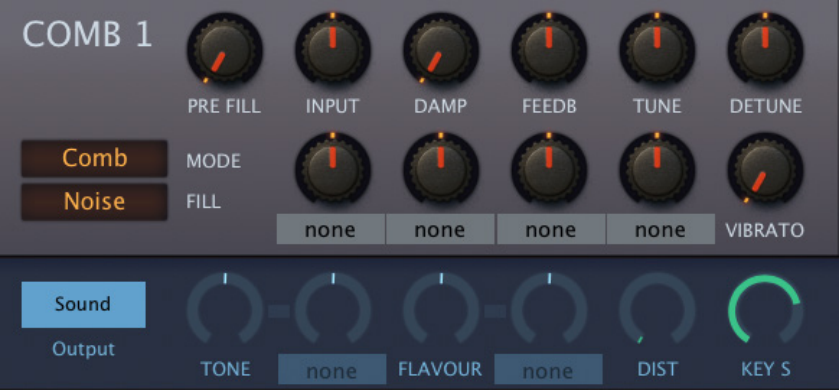 COMB 1
PRE FILL INPUT DAMP FEEDB TUNE DETUNE
Comb MODE
Noise FILL
none none none none VIBRATO
Sound
Output
TONE none FLAVOUR none DIST KEY S